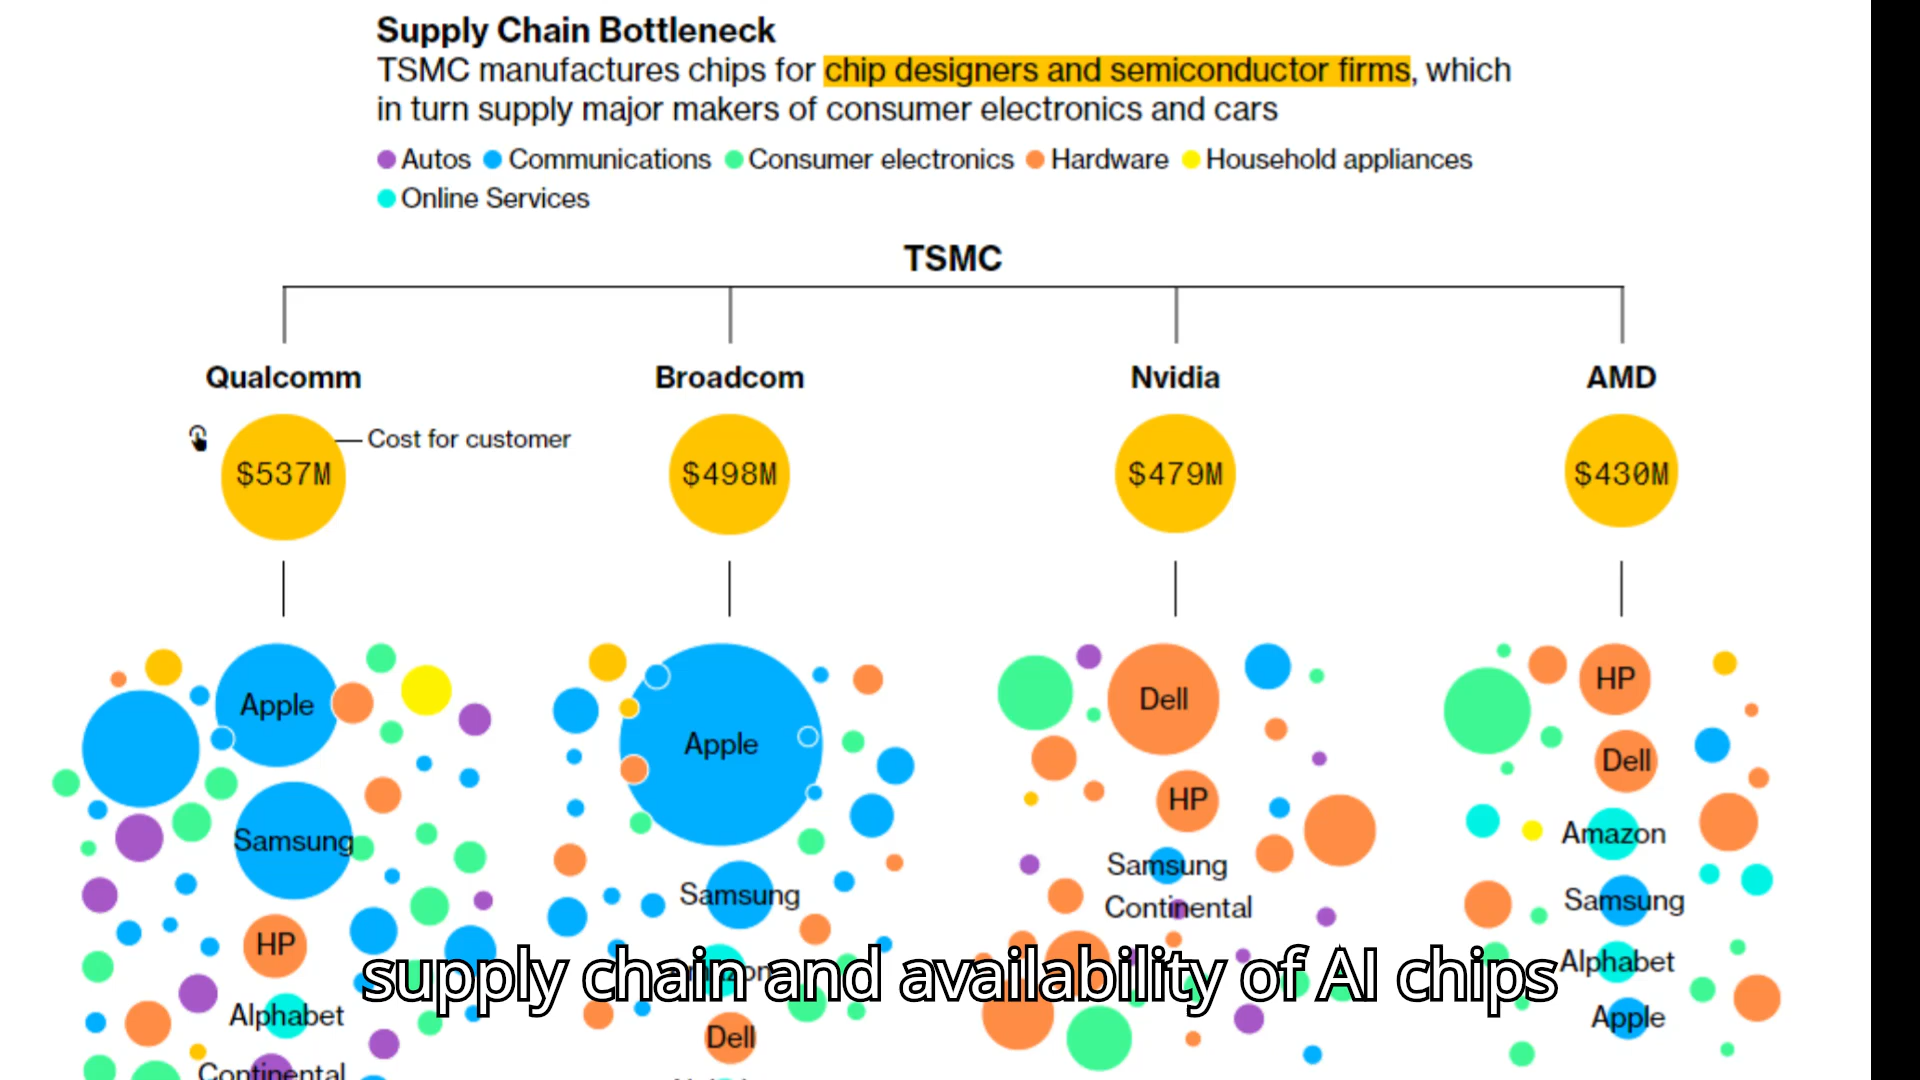 Supply Chain Bottleneck
TSMC manufactures chips for chip designers and semiconductor firms, which
in turn supply major makers of consumer electronics and cars
Autos Communications Consumer electronics Hardware Household appliances
Online Services
TSMC
Qualcomm Broadcom Nvidia AMD
Cost for customer
$537M $498M $479M $430M
Apple
Samsung
HP
Alphabet
Continental
Apple
Samsung
Amazon
Dell
Dell
HP
Samsung
Continental
HP
Dell
Amazon
Samsung
Alphabet
Apple
supply chain and availability of AI chips